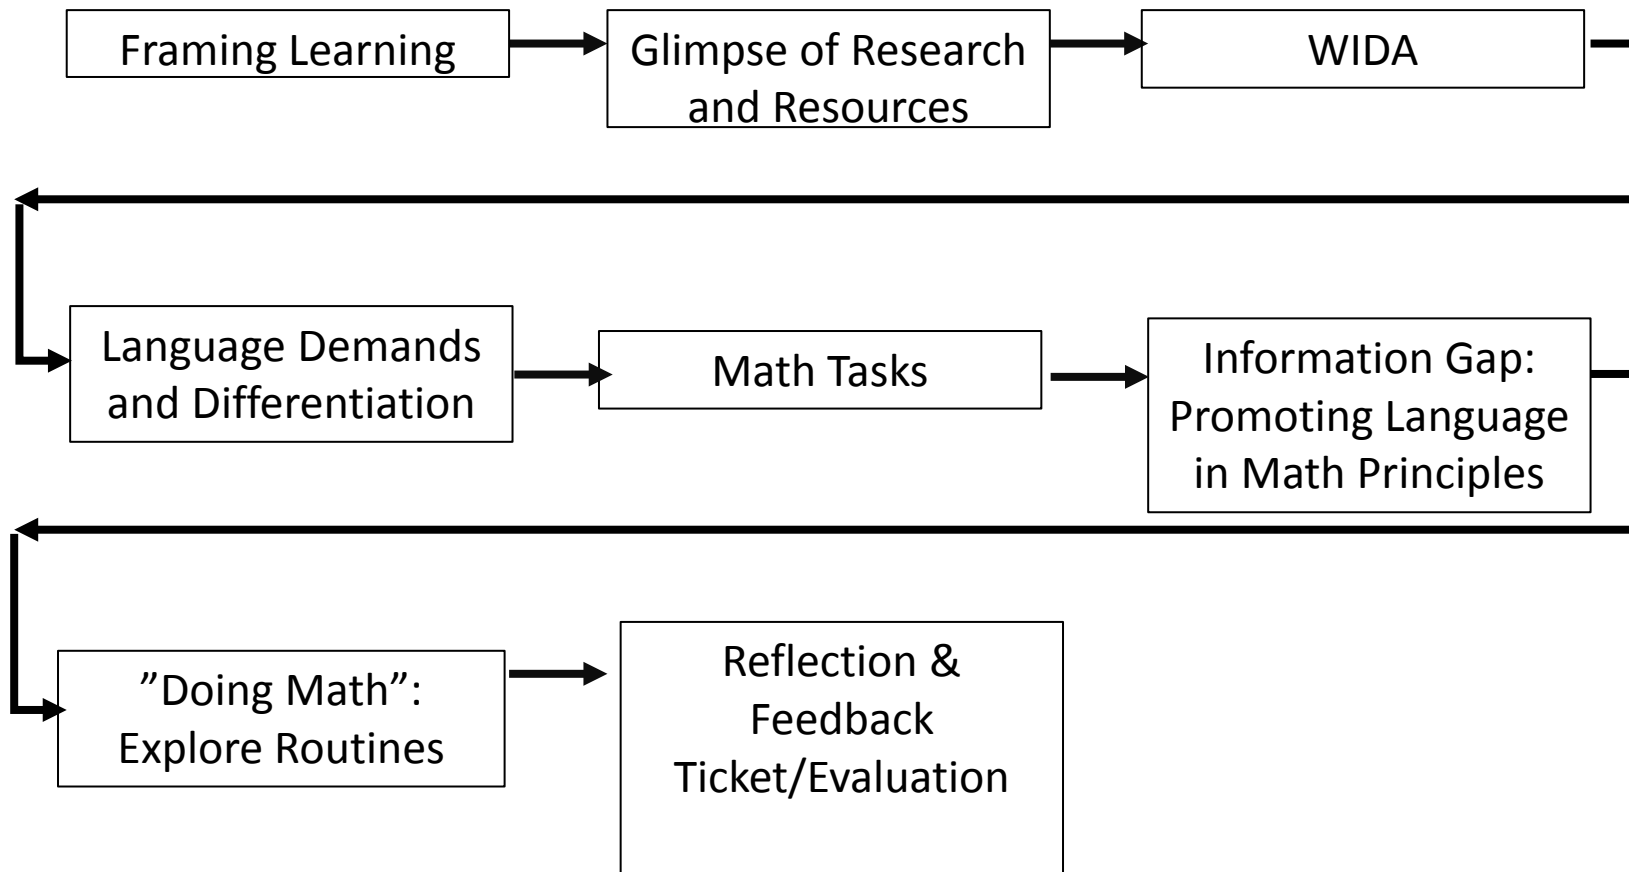 Framing Learning
Glimpse of Research
and Resources
WIDA
Language Demands
and Differentiation
Math Tasks
Information Gap:
Promoting Language
in Math Principles
”Doing Math”:
Explore Routines
Reflection &
Feedback
Ticket/Evaluation